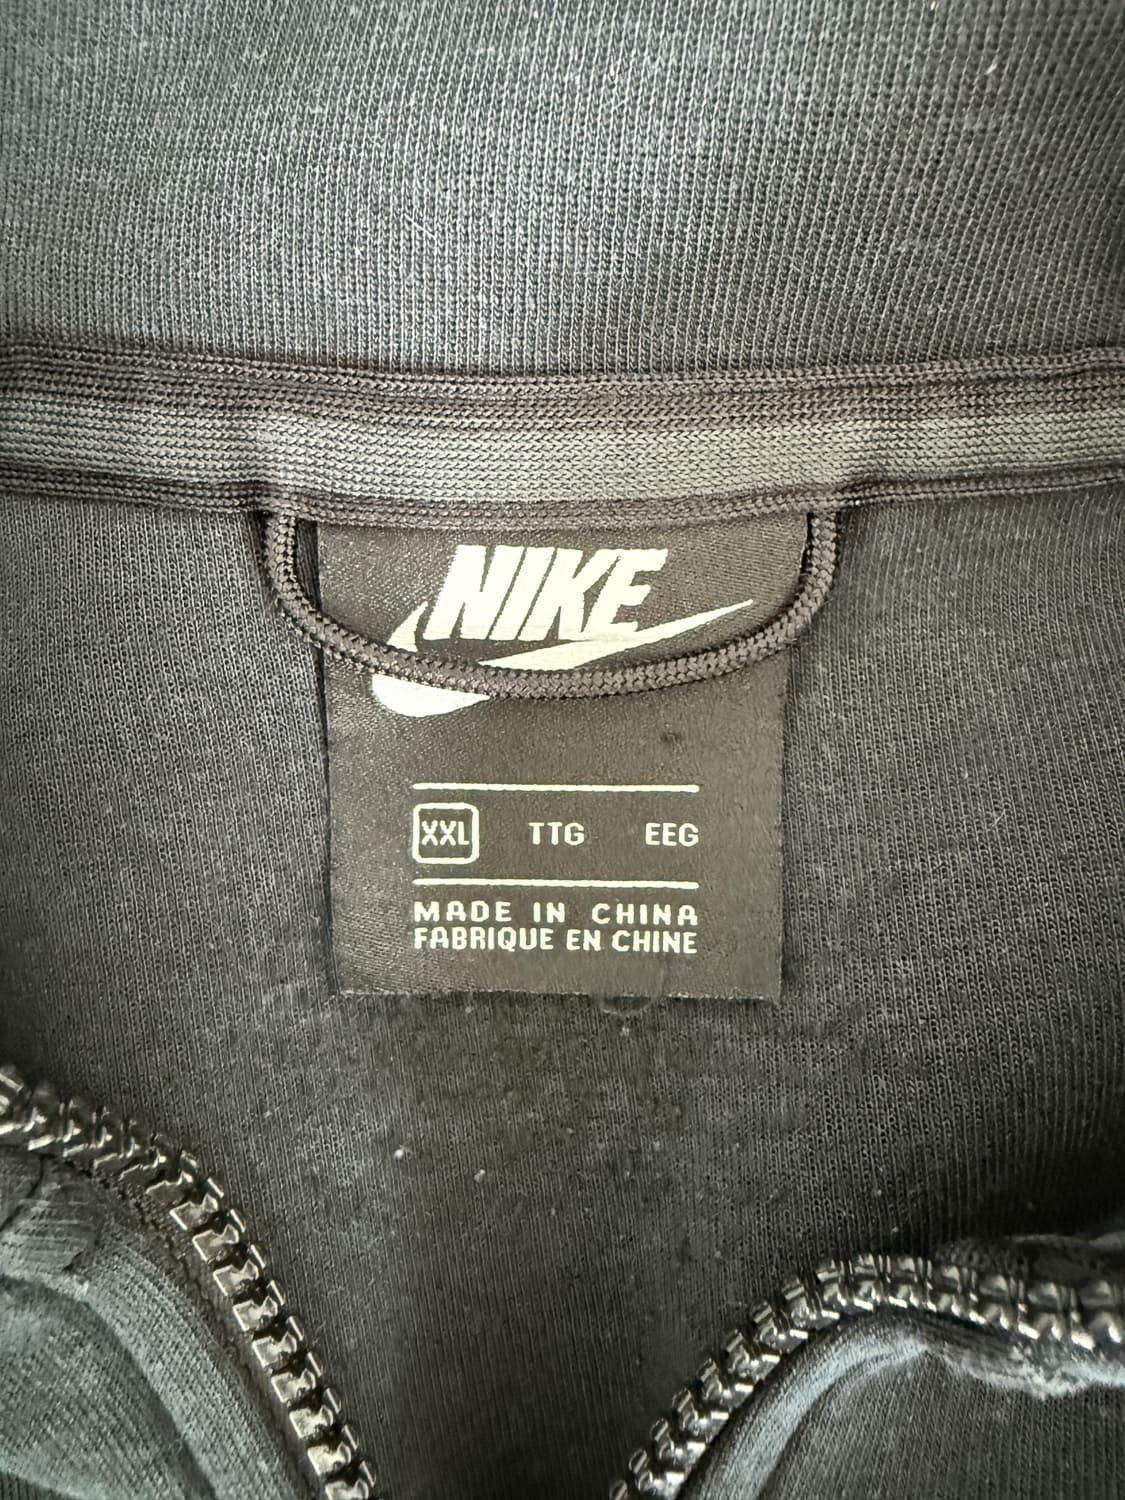 NIKE
XXL TTG EEG
MADE IN CHINA
FABRIQUE EN CHINE